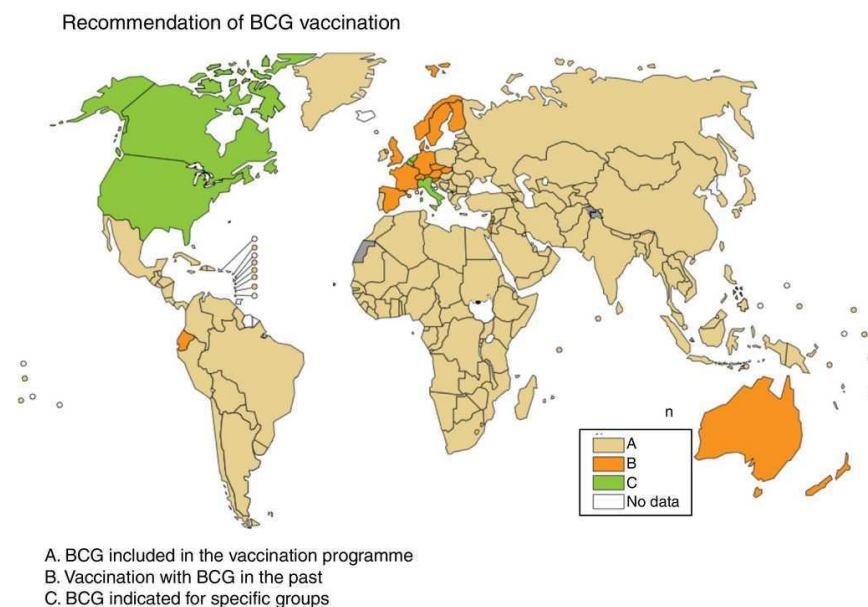 Recommendation of BCG vaccination
n
A
B
C
No data
n
A. BCG included in the vaccination programme
B. Vaccination with BCG in the past
C. BCG indicated for specific groups